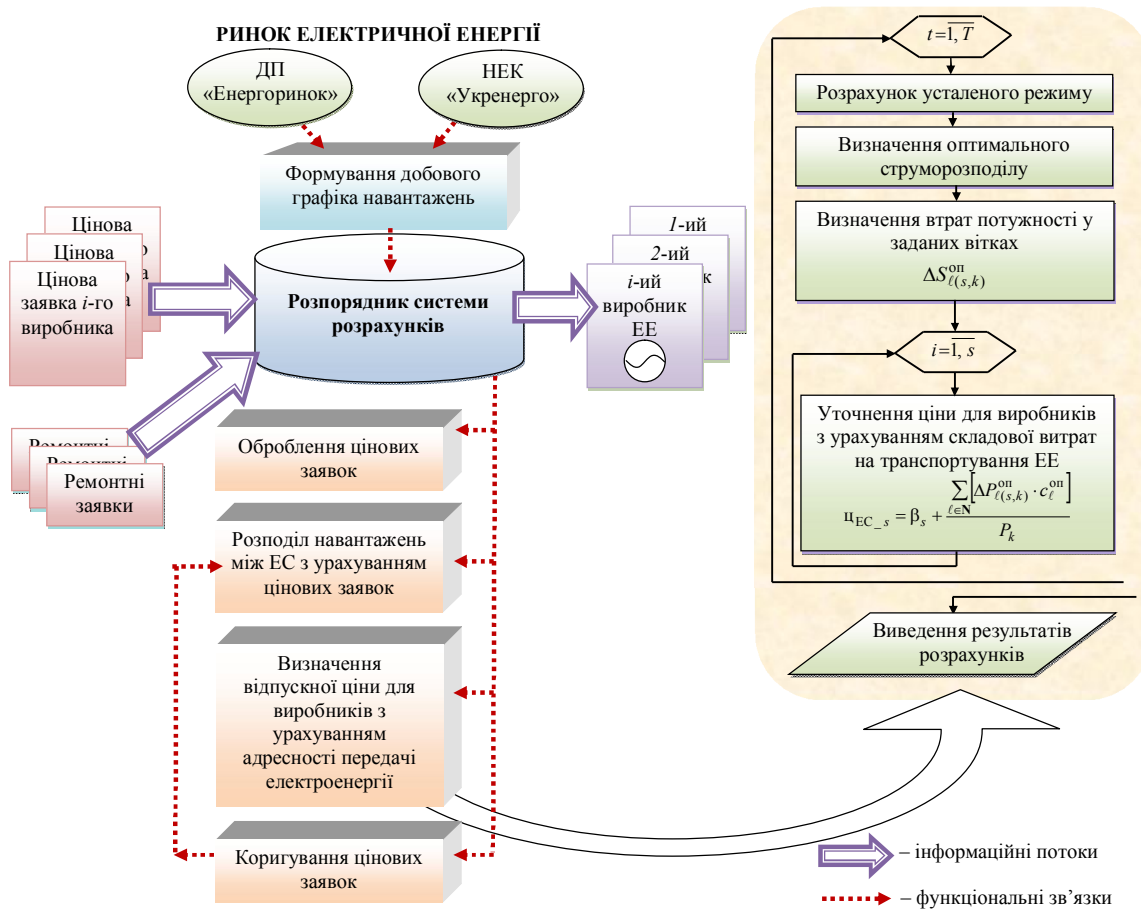 РИНОК ЕЛЕКТРИЧНОЇ ЕНЕРГІЇ
ДП
«Енергоринок»
НЕК
«Укренерго»
Формування добового
графіка навантажень
Цінова
Цінова
Цінова
заявка i-го
виробника
Ремонтні
Ремонтні
Ремонтні
заявки
Розпорядник системи
розрахунків
1-ий
2-ий
i-ий
виробник
ЕЕ
Оброблення цінових
заявок
Розподіл навантажень
між ЕС з урахуванням
цінових заявок
Визначення
відпускної ціни для
виробників з
урахуванням
адресності передачі
електроенергії
Коригування цінових
заявок
t=1, T
Розрахунок усталеного режиму
Визначення оптимального
струморозподілу
Визначення втрат потужності у
заданих вітках
ΔS^оп_ℓ(s,k)
i=1, s
Уточнення ціни для виробників
з урахуванням складової витрат
на транспортування ЕЕ
ц_ЕС_s = β_s + ∑_ℓ∈N [ΔP^оп_ℓ(s,k) · c^оп_ℓ] / P_k
Виведення результатів
розрахунків
– інформаційні потоки
– функціональні зв’язки